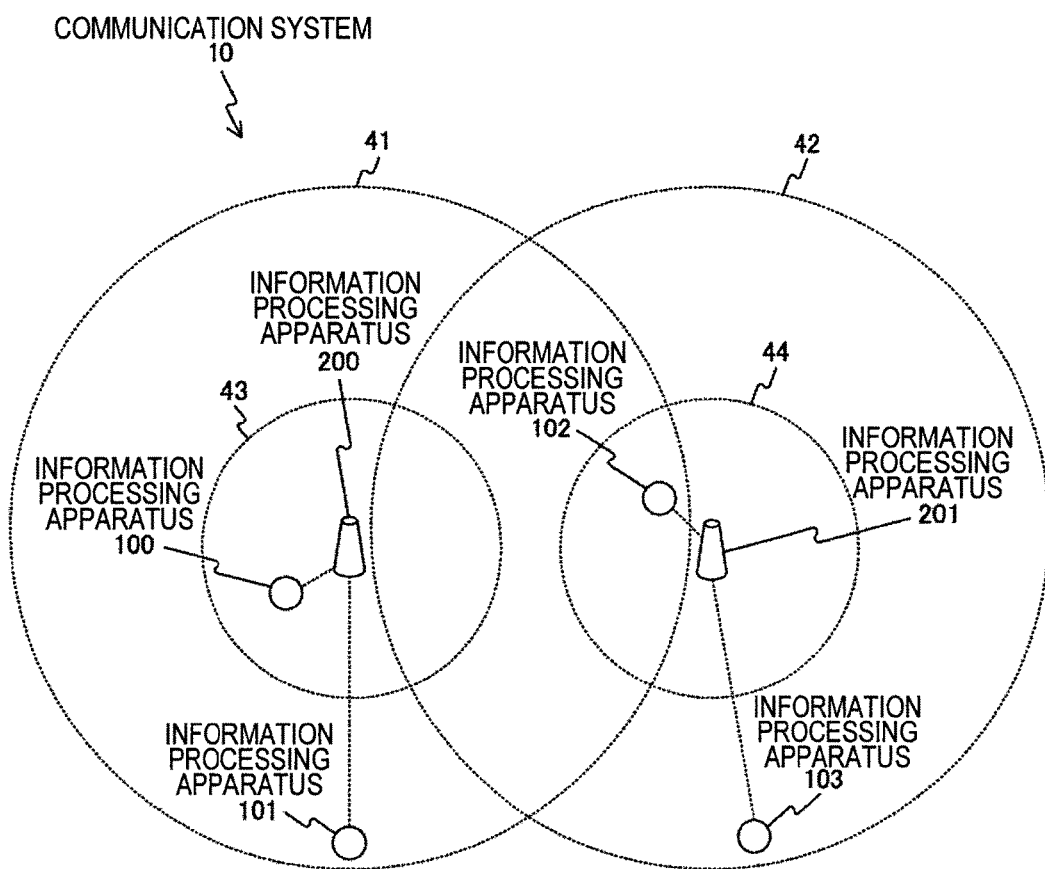 COMMUNICATION SYSTEM
10
41
42
INFORMATION
PROCESSING
APPARATUS
200
INFORMATION
PROCESSING
APPARATUS
102
44
43
INFORMATION
PROCESSING
APPARATUS
201
INFORMATION
PROCESSING
APPARATUS
100
INFORMATION
PROCESSING
APPARATUS
101
INFORMATION
PROCESSING
APPARATUS
103